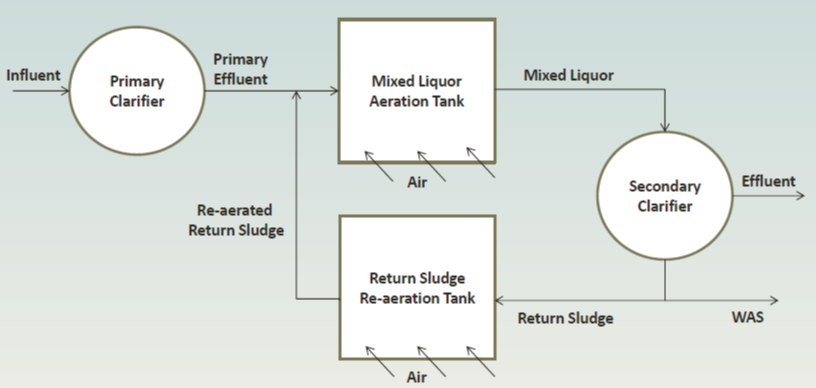 Influent
Primary
Clarifier
Primary
Effluent
Mixed Liquor
Aeration Tank
Air
Mixed Liquor
Secondary
Clarifier
Effluent
Re-aerated
Return Sludge
Return Sludge
Re-aeration Tank
Air
Return Sludge
WAS